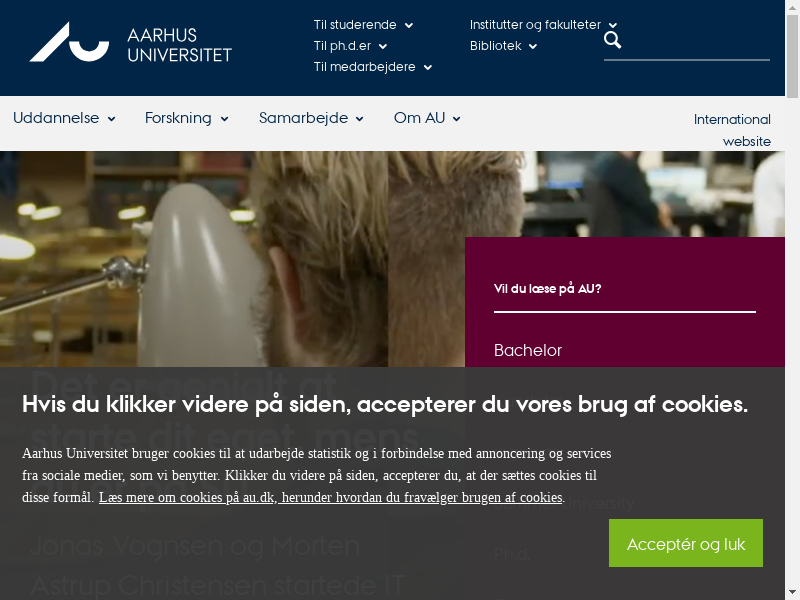 AARHUS
UNIVERSITET
Til studerende
Til ph.d.er
Til medarbejdere
Institutter og fakulteter
Bibliotek
Uddannelse
Forskning
Samarbejde
Om AU
International
website
Vil du læse på AU?
Bachelor
Det er genialt at
starte dit eget, mens
Hvis du klikker videre på siden, accepterer du vores brug af cookies.
Aarhus Universitet bruger cookies til at udarbejde statistik og i forbindelse med annoncering og services
fra sociale medier, som vi benytter. Klikker du videre på siden, accepterer du, at der sættes cookies til
disse formål. Læs mere om cookies på au.dk, herunder hvordan du fravælger brugen af cookies.
University
Ph.d.
Acceptér og luk
Jonas Vognsen og Morten
Astrup Christensen startede IT